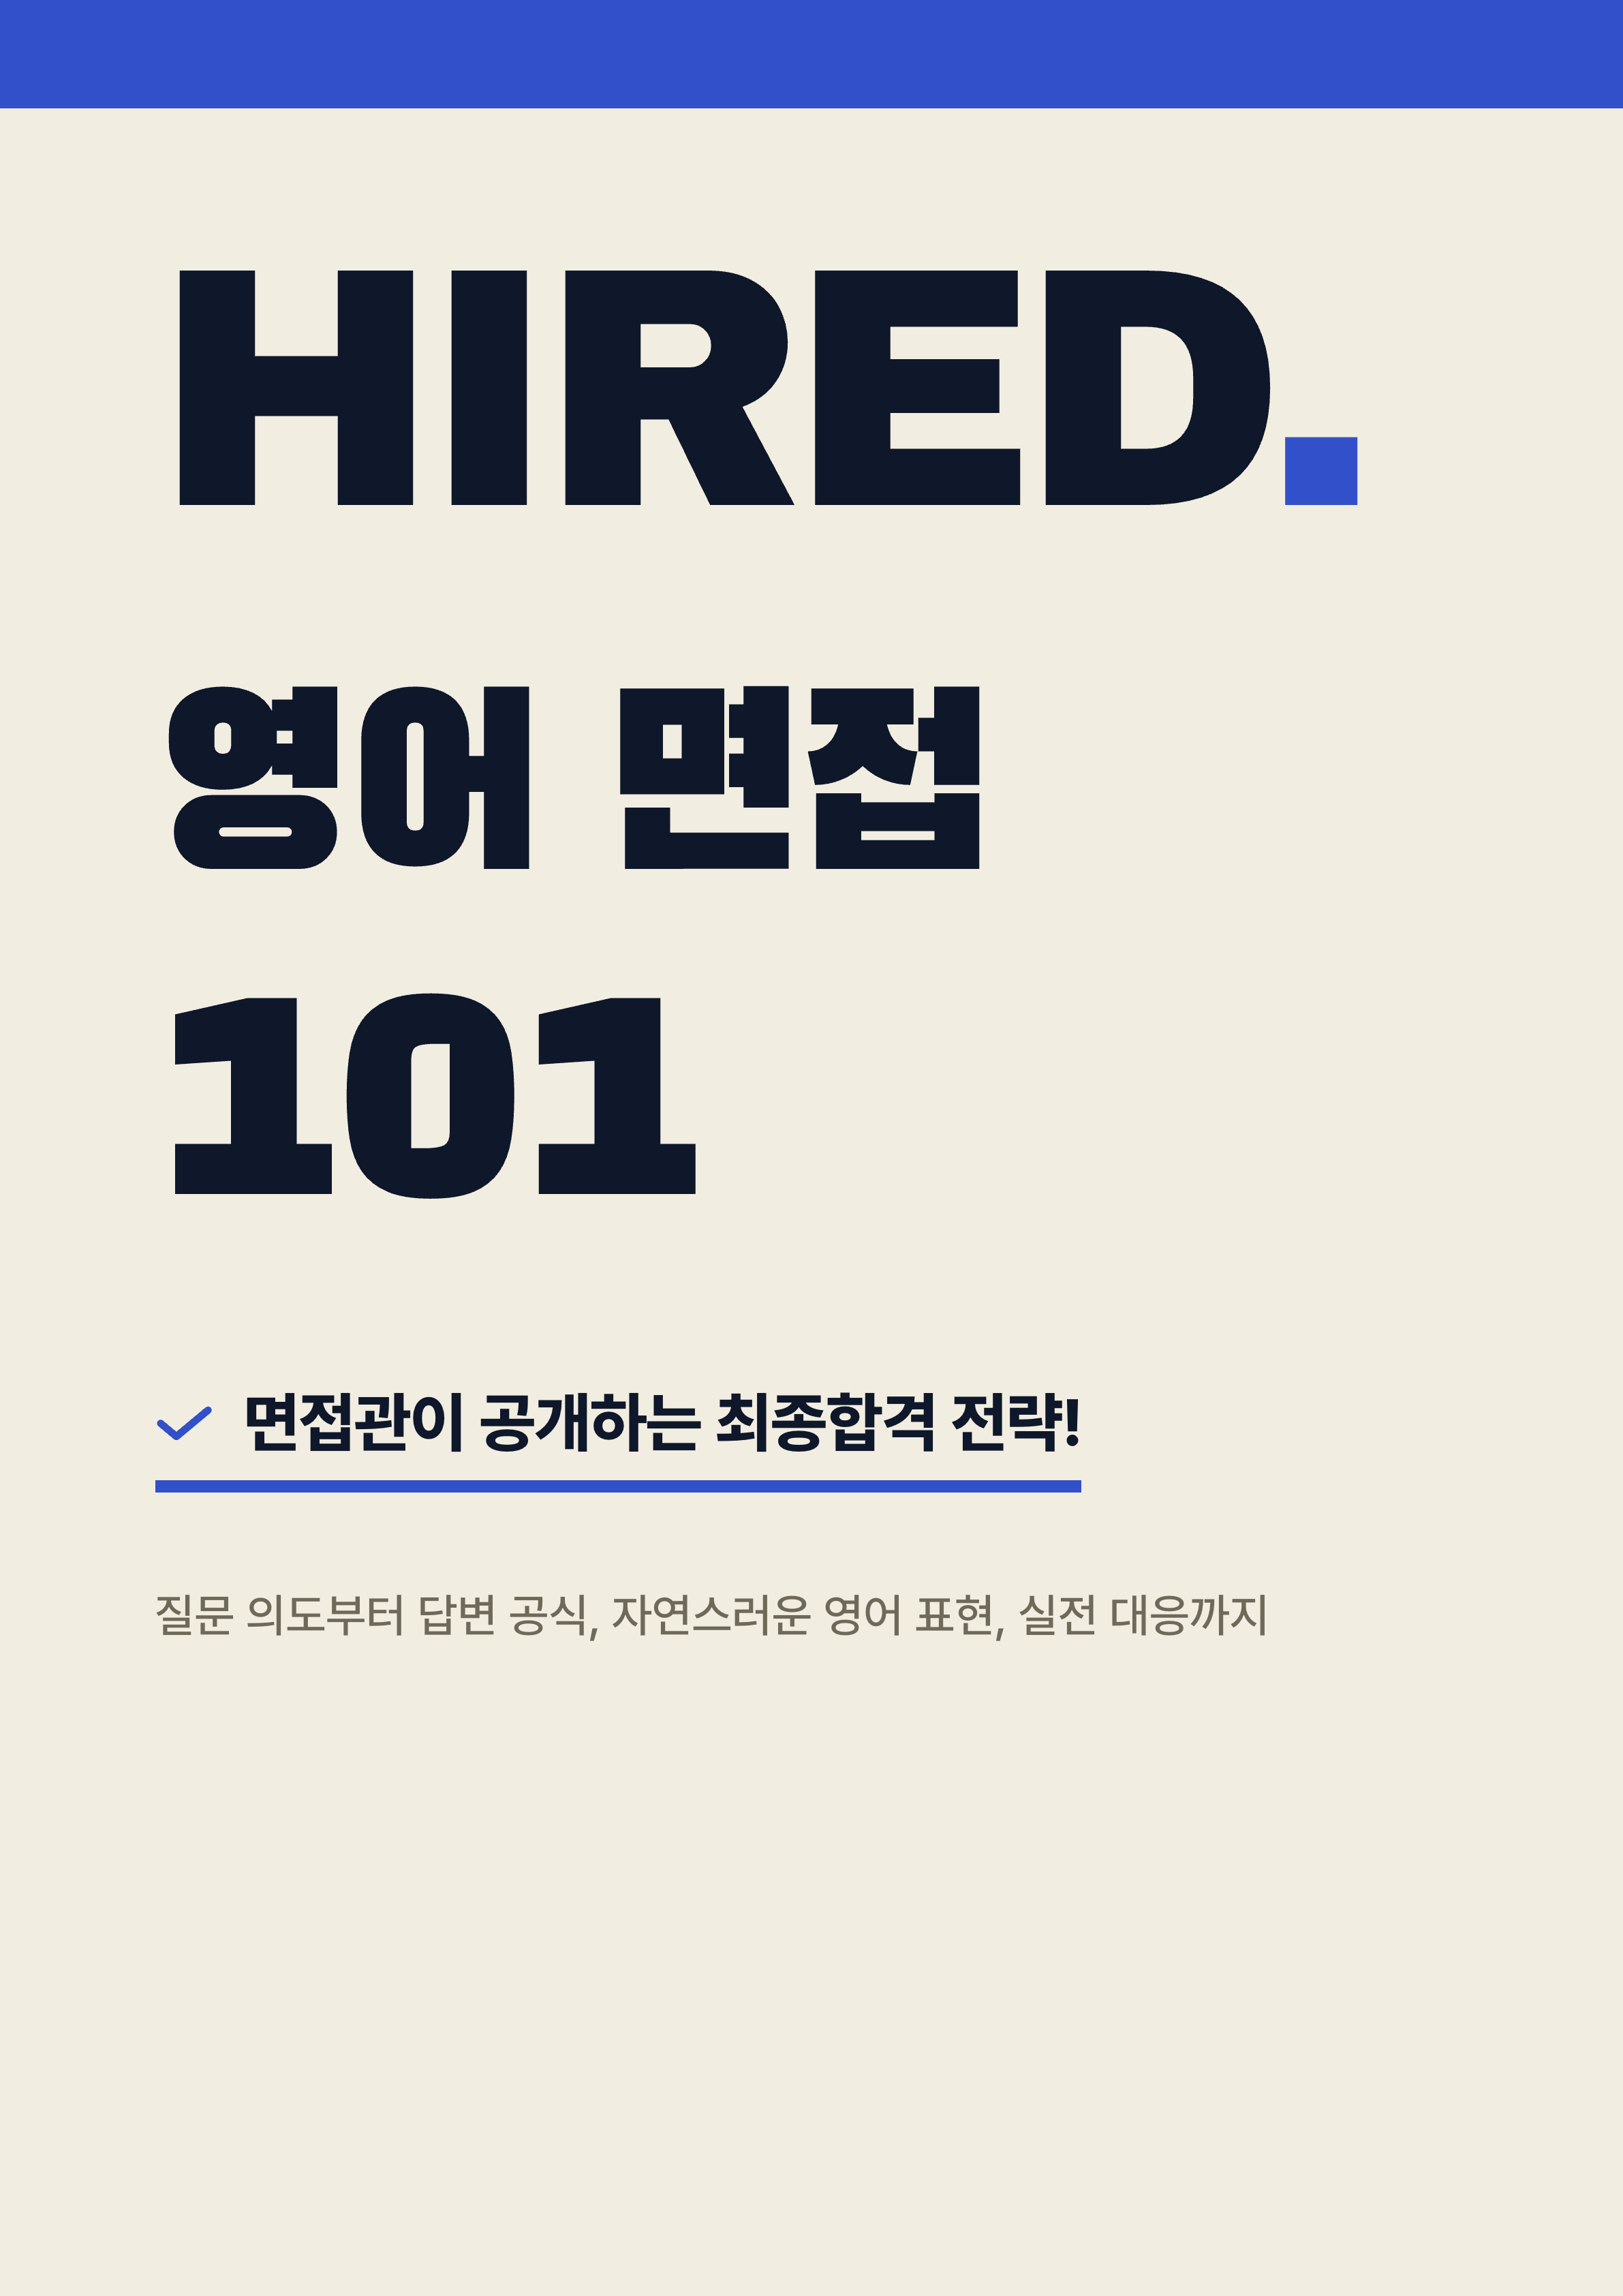 HIRED.
영어 면접
101
면접관이 공개하는 최종합격 전략!
질문 의도부터 답변 공식, 자연스러운 영어 표현, 실전 대응까지